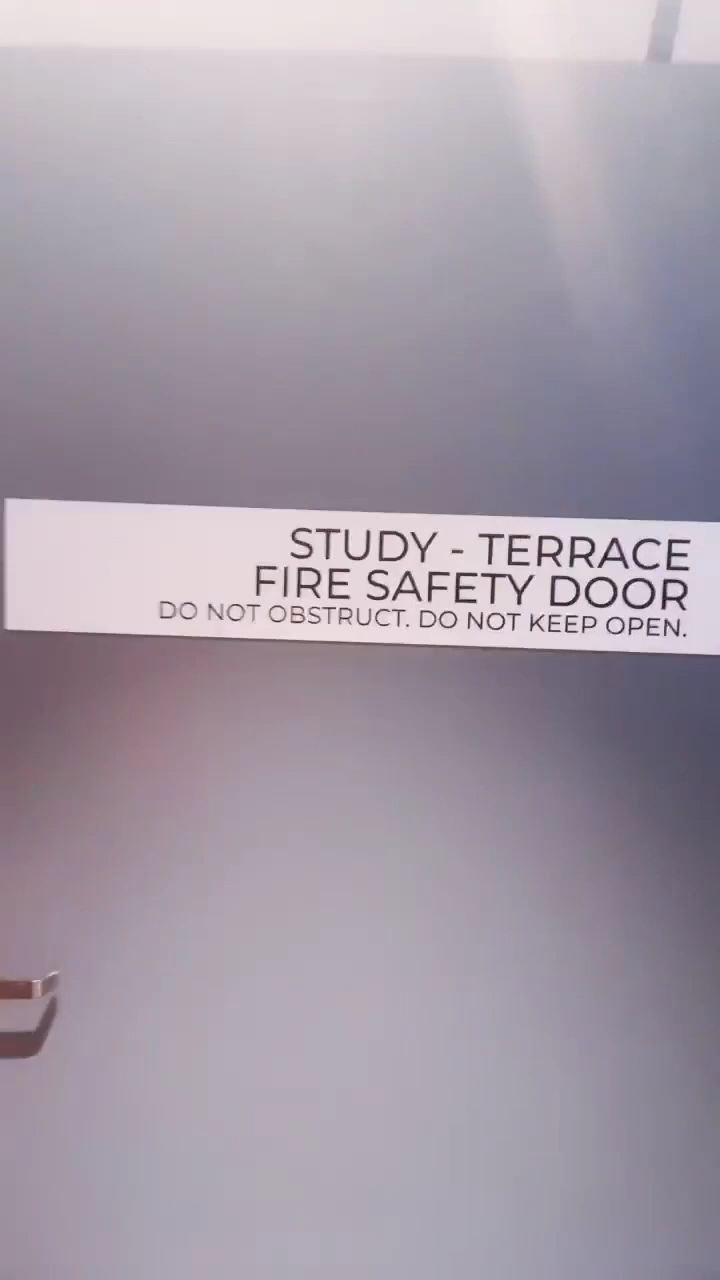 STUDY - TERRACE
FIRE SAFETY DOOR
DO NOT OBSTRUCT. DO NOT KEEP OPEN.